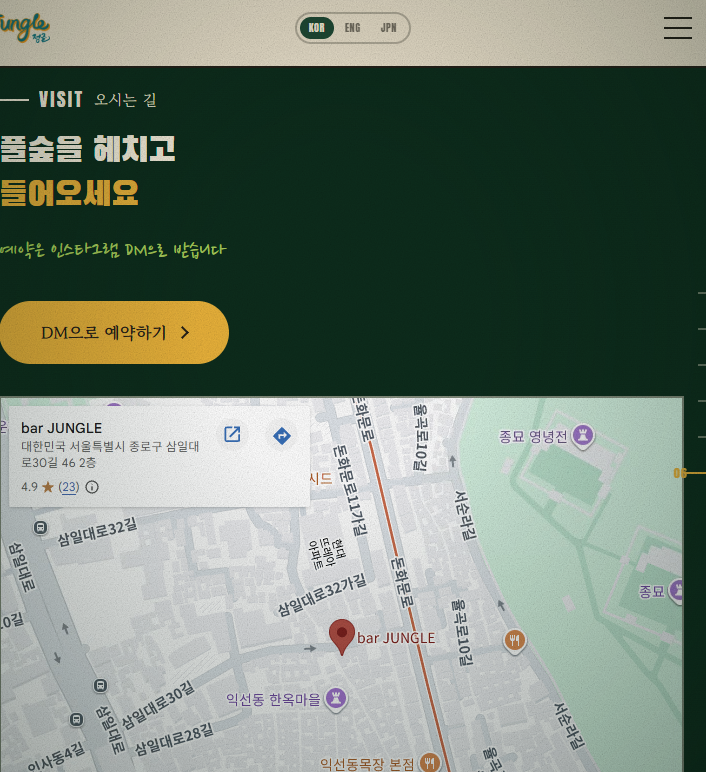 Jungle
정글
KOR ENG JPN
VISIT 오시는 길
풀숲을 헤치고
들어오세요
예약은 인스타그램 DM으로 받습니다
DM으로 예약하기
bar JUNGLE
대한민국 서울특별시 종로구 삼일대
로30길 46 2층
4.9 ★ (23)
돈화문로
율곡로10길
종묘 영녕전
시드
돈화문로11가길
06
서순라길
삼일대로32길
현대
뜨레아
아파트
삼일대로
돈화문로
종묘
삼일대로32가길
율곡로10길
0길
bar JUNGLE
삼일대로30길
익선동 한옥마을
서순라길
삼일대로
삼일대로28길
인사동4길
익선동목장 본점
율곡